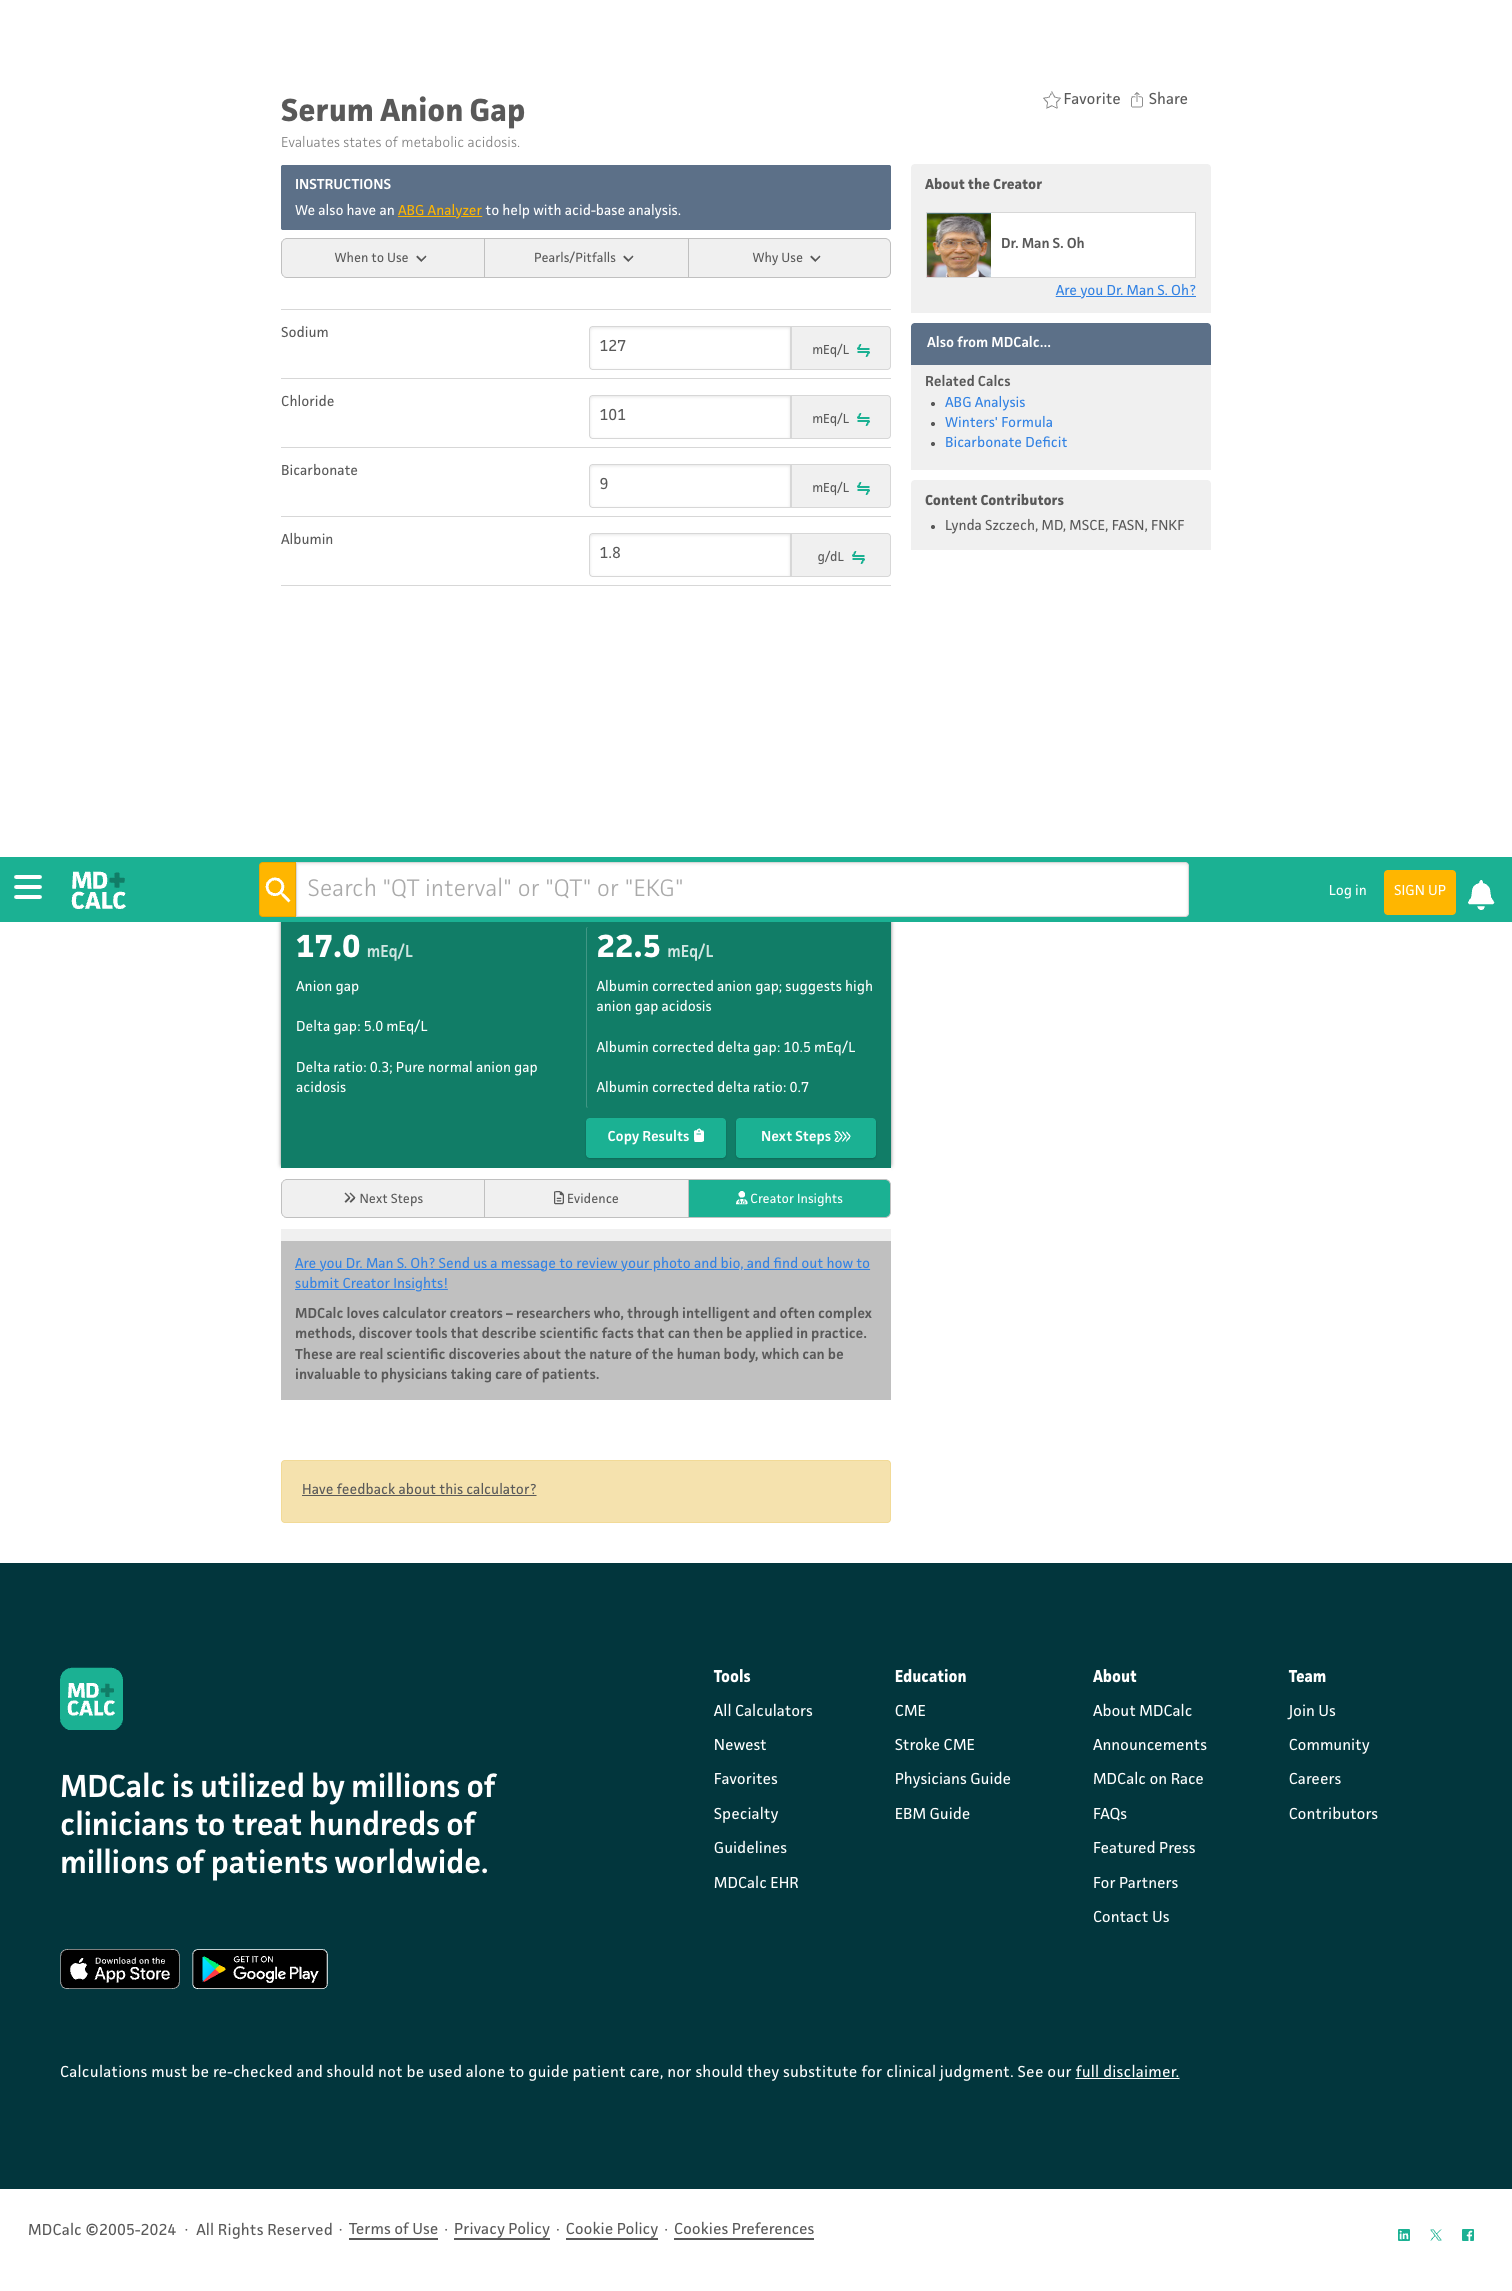 Serum Anion Gap
Favorite Share
Evaluates states of metabolic acidosis.
INSTRUCTIONS
We also have an ABG Analyzer to help with acid-base analysis.
When to Use Pearls/Pitfalls Why Use
Sodium 127 mEq/L
Chloride 101 mEq/L
Bicarbonate 9 mEq/L
Albumin 1.8 g/dL
About the Creator
Dr. Man S. Oh
Are you Dr. Man S. Oh?
Also from MDCalc...
Related Calcs
ABG Analysis
Winters' Formula
Bicarbonate Deficit
Content Contributors
Lynda Szczech, MD, MSCE, FASN, FNKF
MD
CALC
Search "QT interval" or "QT" or "EKG"
Log in SIGN UP
17.0 mEq/L
Anion gap
Delta gap: 5.0 mEq/L
Delta ratio: 0.3; Pure normal anion gap
acidosis
22.5 mEq/L
Albumin corrected anion gap; suggests high
anion gap acidosis
Albumin corrected delta gap: 10.5 mEq/L
Albumin corrected delta ratio: 0.7
Copy Results Next Steps
Next Steps Evidence Creator Insights
Are you Dr. Man S. Oh? Send us a message to review your photo and bio, and find out how to
submit Creator Insights!
MDCalc loves calculator creators – researchers who, through intelligent and often complex
methods, discover tools that describe scientific facts that can then be applied in practice.
These are real scientific discoveries about the nature of the human body, which can be
invaluable to physicians taking care of patients.
Have feedback about this calculator?
MD
CALC
MDCalc is utilized by millions of
clinicians to treat hundreds of
millions of patients worldwide.
Download on the
App Store
GET IT ON
Google Play
Tools
All Calculators
Newest
Favorites
Specialty
Guidelines
MDCalc EHR
Education
CME
Stroke CME
Physicians Guide
EBM Guide
About
About MDCalc
Announcements
MDCalc on Race
FAQs
Featured Press
For Partners
Contact Us
Team
Join Us
Community
Careers
Contributors
Calculations must be re-checked and should not be used alone to guide patient care, nor should they substitute for clinical judgment. See our full disclaimer.
MDCalc ©2005-2024 · All Rights Reserved · Terms of Use · Privacy Policy · Cookie Policy · Cookies Preferences